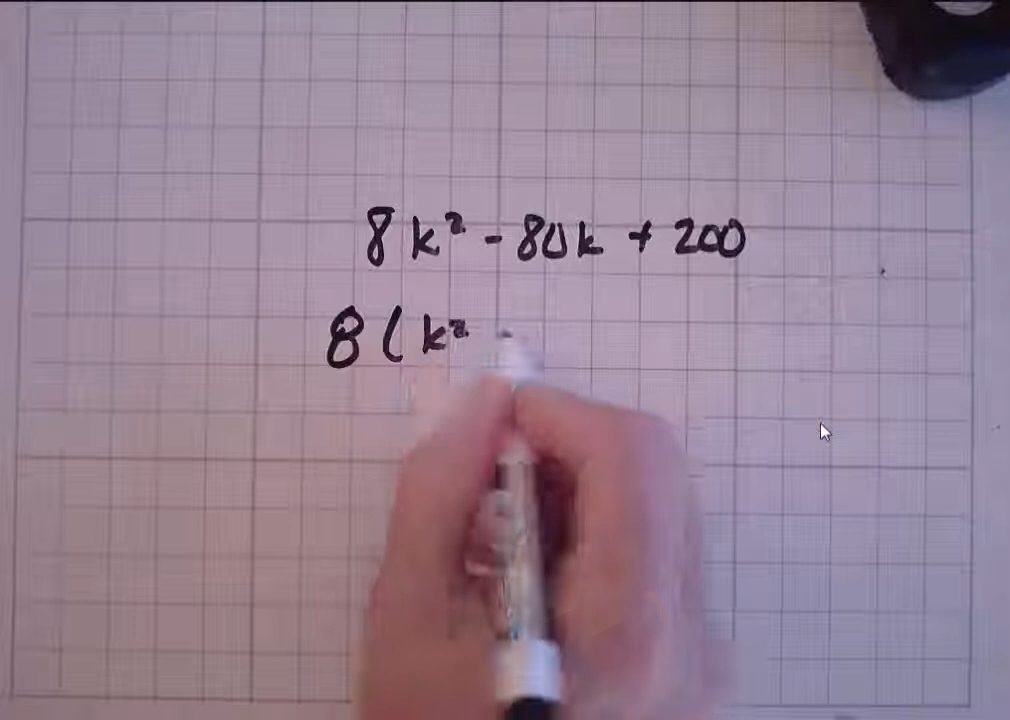 8k² - 80k + 200
8(k² -